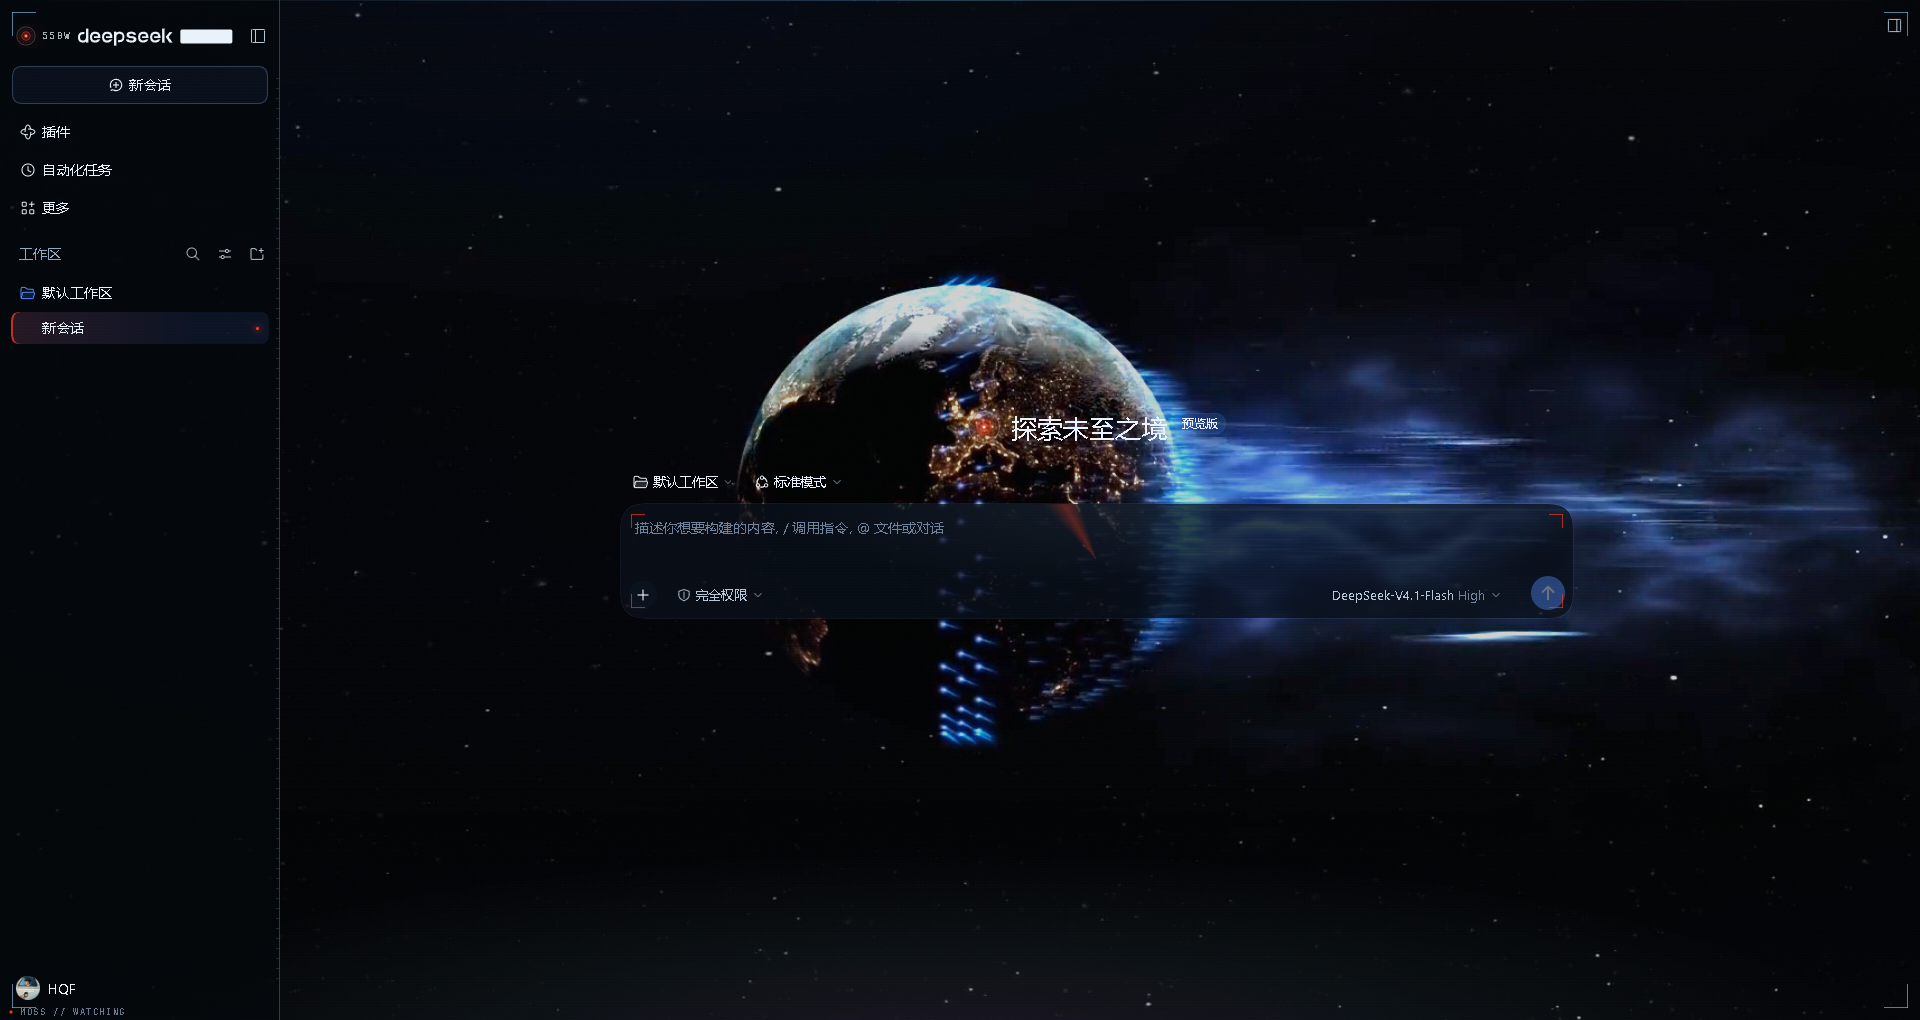 55BW deepseek
新会话
插件
自动化任务
更多
工作区
默认工作区
新会话
探索未至之境 预览版
默认工作区 标准模式
描述你想要构建的内容, / 调用指令, @ 文件或对话
完全权限 DeepSeek-V4.1-Flash High
HQF
MOSS // WATCHING